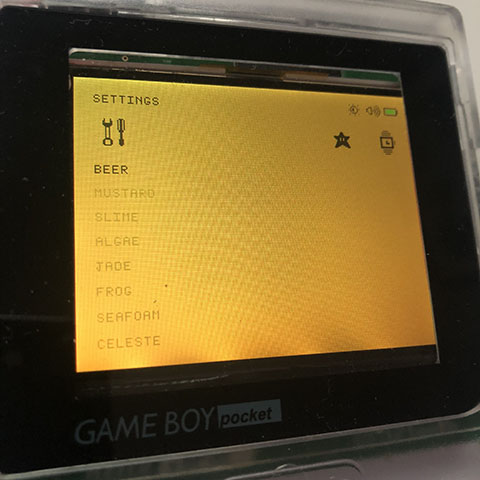 SETTINGS
BEER
MUSTARD
SLIME
ALGAE
JADE
FROG
SEAFOAM
CELESTE
GAME BOY pocket